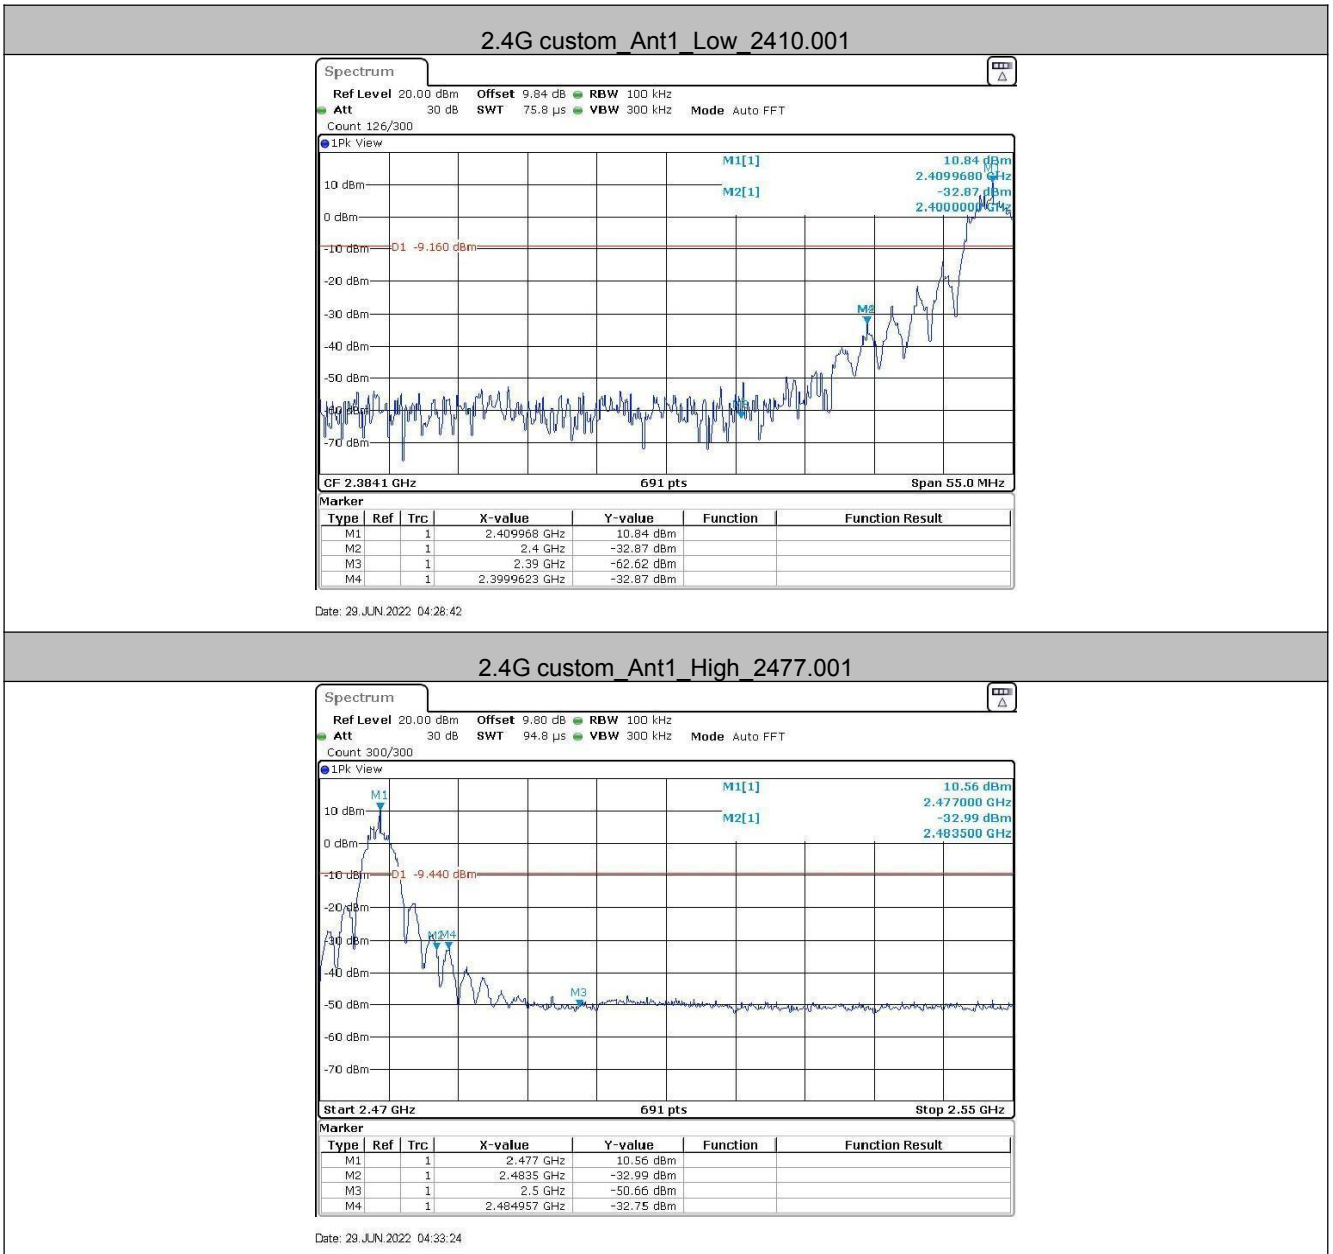 2.4G custom_Ant1_Low_2410.001
Spectrum
Ref Level 20.00 dBm Offset 9.84 dB RBW 100 kHz
Att 30 dB SWT 75.8 µs VBW 300 kHz Mode Auto FFT
Count 126/300
1Pk View
M1[1] 10.84 dBm
2.4099680 GHz
M2[1] -32.87 dBm
2.4000000 GHz
M1
10 dBm
0 dBm
-10 dBm
D1 -9.160 dBm
-20 dBm
-30 dBm
-40 dBm
-50 dBm
-60 dBm
-70 dBm
CF 2.3841 GHz 691 pts Span 55.0 MHz
Marker
Type Ref Trc X-value Y-value Function Function Result
M1 1 2.409968 GHz 10.84 dBm
M2 1 2.4 GHz -32.87 dBm
M3 1 2.39 GHz -62.62 dBm
M4 1 2.3999623 GHz -32.87 dBm
Date: 29.JUN.2022 04:28:42
2.4G custom_Ant1_High_2477.001
Spectrum
Ref Level 20.00 dBm Offset 9.80 dB RBW 100 kHz
Att 30 dB SWT 94.8 µs VBW 300 kHz Mode Auto FFT
Count 300/300
1Pk View
M1[1] 10.56 dBm
2.477000 GHz
M2[1] -32.99 dBm
2.483500 GHz
M1
10 dBm
0 dBm
-10 dBm
D1 -9.440 dBm
-20 dBm
-30 dBm
M2 M4
-40 dBm
M3
-50 dBm
-60 dBm
-70 dBm
Start 2.47 GHz 691 pts Stop 2.55 GHz
Marker
Type Ref Trc X-value Y-value Function Function Result
M1 1 2.477 GHz 10.56 dBm
M2 1 2.4835 GHz -32.99 dBm
M3 1 2.5 GHz -50.66 dBm
M4 1 2.484957 GHz -32.75 dBm
Date: 29.JUN.2022 04:33:24